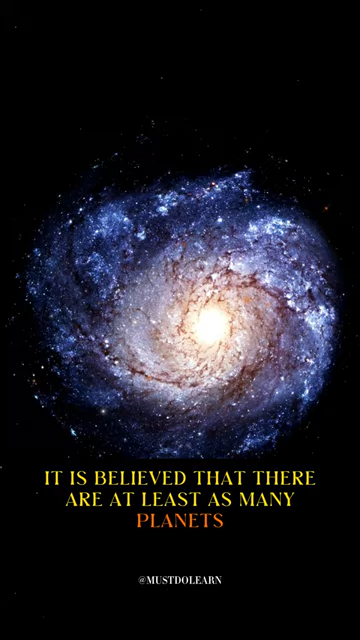 IT IS BELIEVED THAT THERE
ARE AT LEAST AS MANY
PLANETS
@MUSTDOLEARN